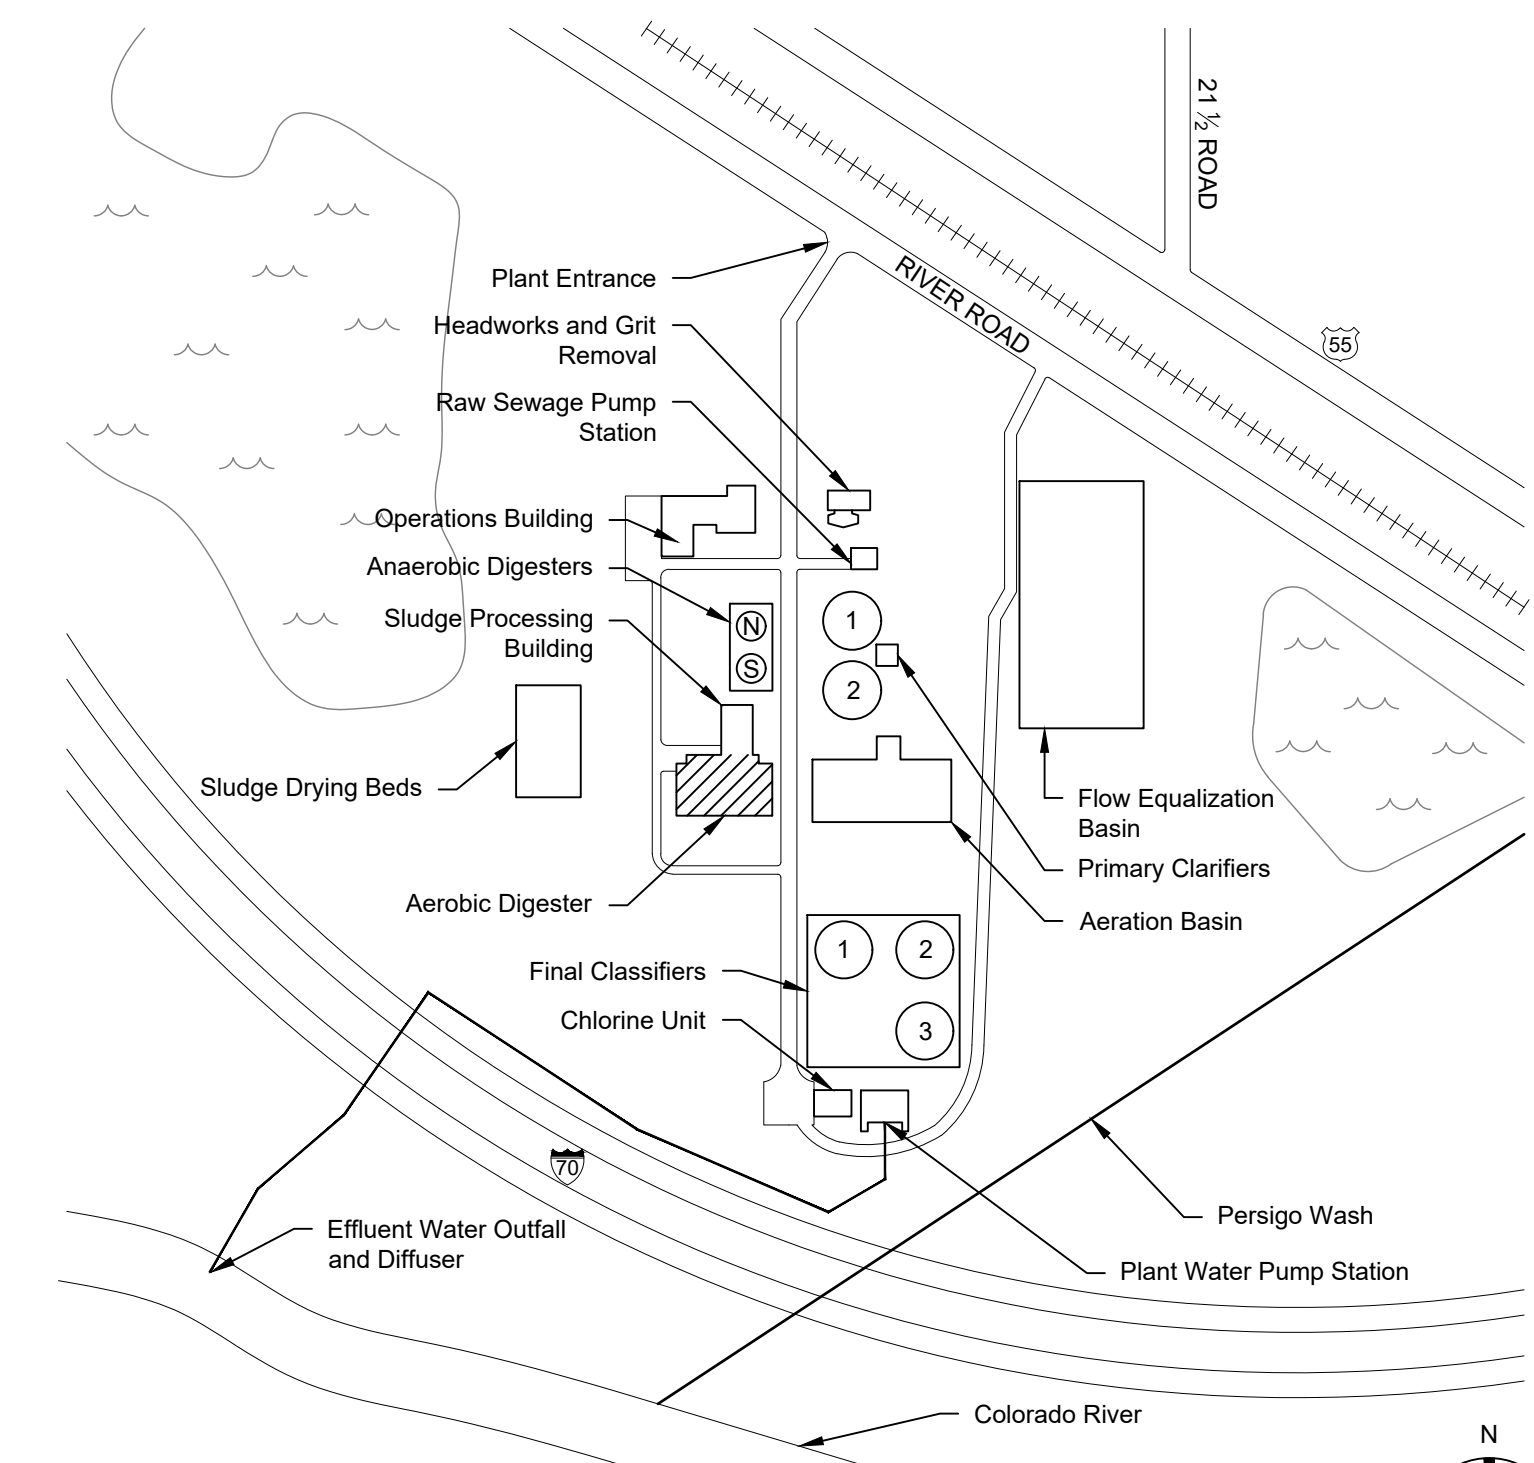 21 ½ ROAD
Plant Entrance
RIVER ROAD
Headworks and Grit
Removal
55
Raw Sewage Pump
Station
Operations Building
Anaerobic Digesters
Sludge Processing
Building
N
S
1
2
Sludge Drying Beds
Flow Equalization
Basin
Primary Clarifiers
Aerobic Digester
Aeration Basin
1
2
3
Final Classifiers
Chlorine Unit
70
Persigo Wash
Effluent Water Outfall
and Diffuser
Plant Water Pump Station
Colorado River
N